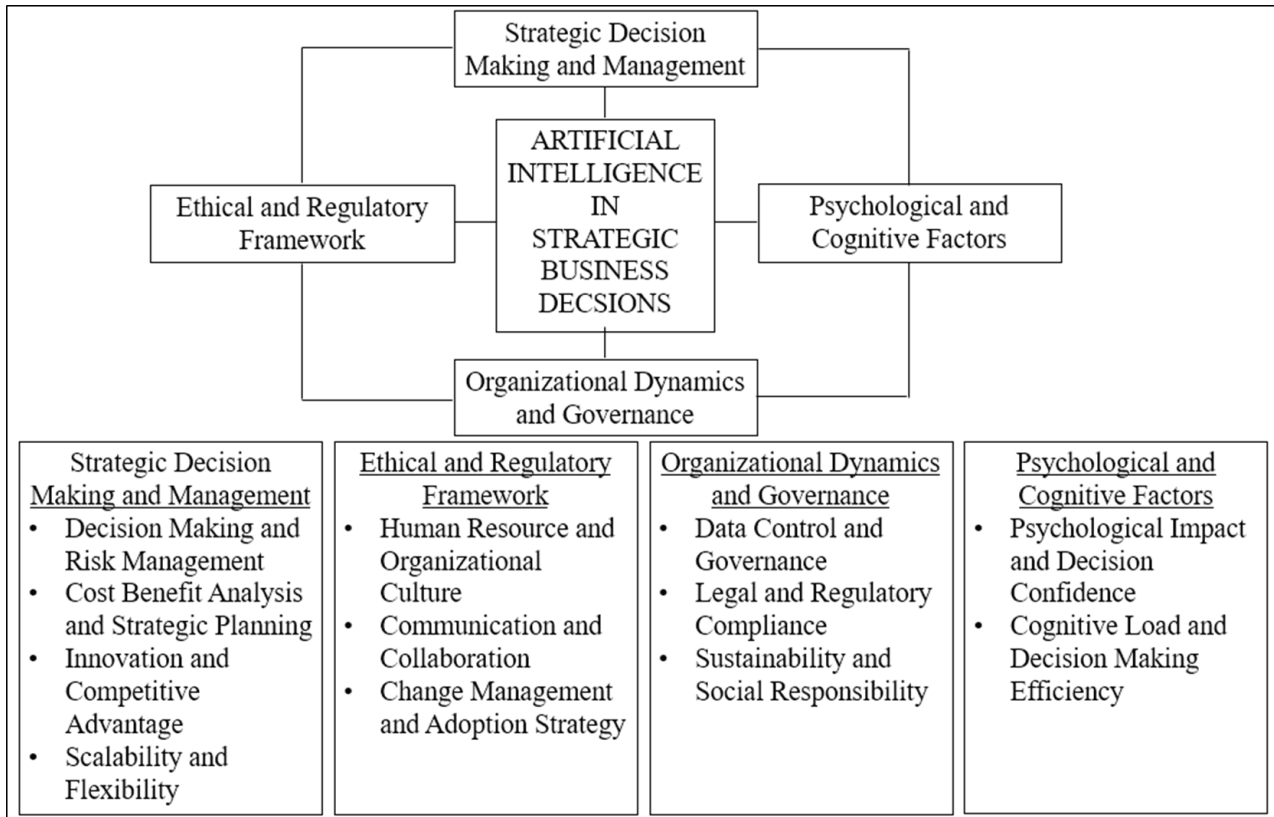 Strategic Decision
Making and Management
ARTIFICIAL
INTELLIGENCE
IN
STRATEGIC
BUSINESS
DECSIONS
Ethical and Regulatory
Framework
Psychological and
Cognitive Factors
Organizational Dynamics
and Governance
Strategic Decision
Making and Management
• Decision Making and
Risk Management
• Cost Benefit Analysis
and Strategic Planning
• Innovation and
Competitive
Advantage
• Scalability and
Flexibility
Ethical and Regulatory
Framework
• Human Resource and
Organizational
Culture
• Communication and
Collaboration
• Change Management
and Adoption Strategy
Organizational Dynamics
and Governance
• Data Control and
Governance
• Legal and Regulatory
Compliance
• Sustainability and
Social Responsibility
Psychological and
Cognitive Factors
• Psychological Impact
and Decision
Confidence
• Cognitive Load and
Decision Making
Efficiency